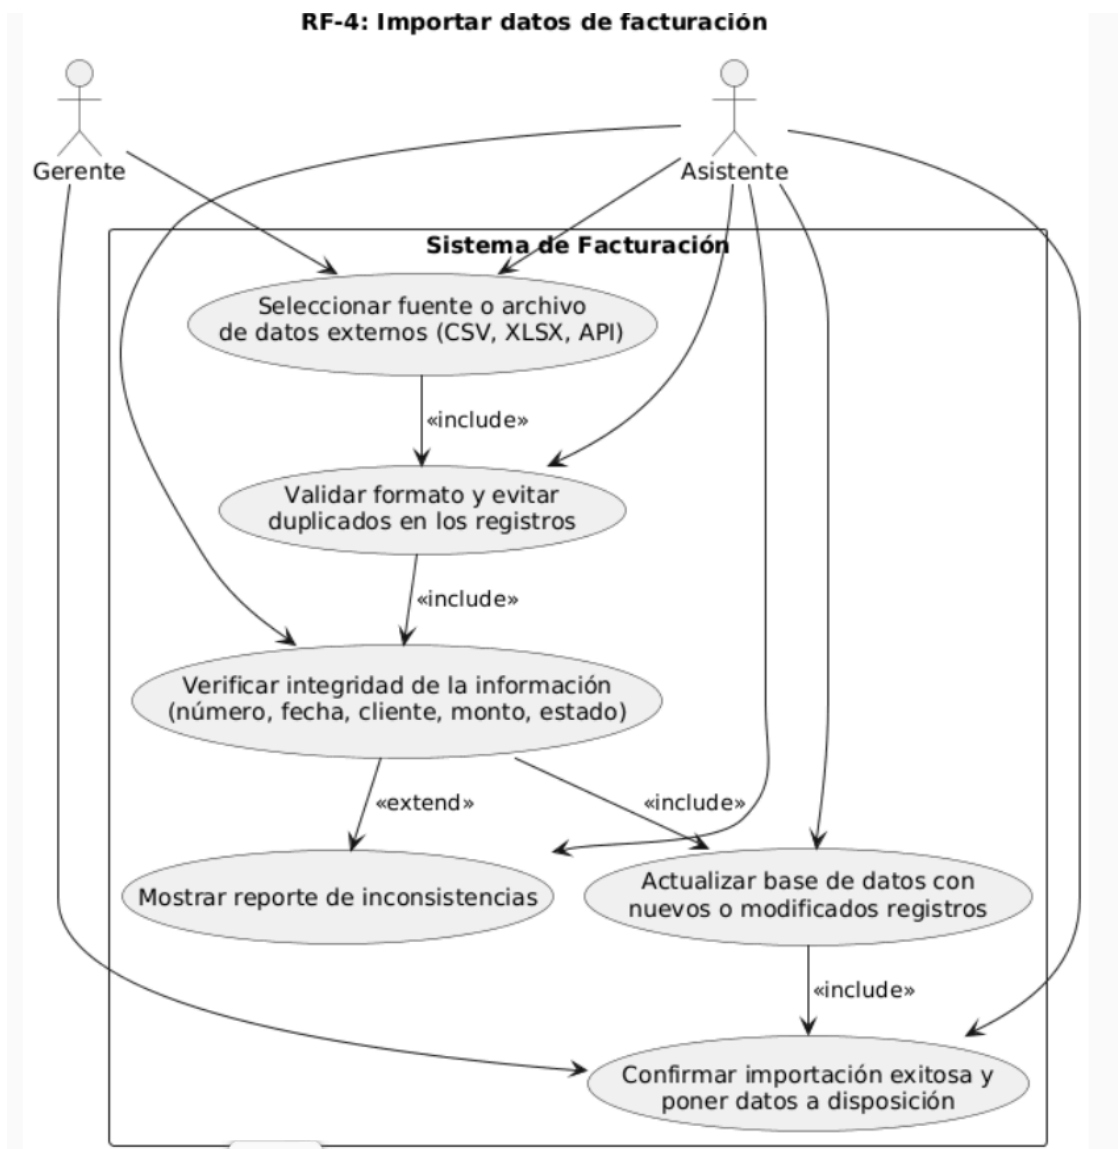 RF-4: Importar datos de facturación
Gerente
Asistente
Sistema de Facturación
Seleccionar fuente o archivo
de datos externos (CSV, XLSX, API)
«include»
Validar formato y evitar
duplicados en los registros
«include»
Verificar integridad de la información
(número, fecha, cliente, monto, estado)
«extend»
«include»
Mostrar reporte de inconsistencias
Actualizar base de datos con
nuevos o modificados registros
«include»
Confirmar importación exitosa y
poner datos a disposición